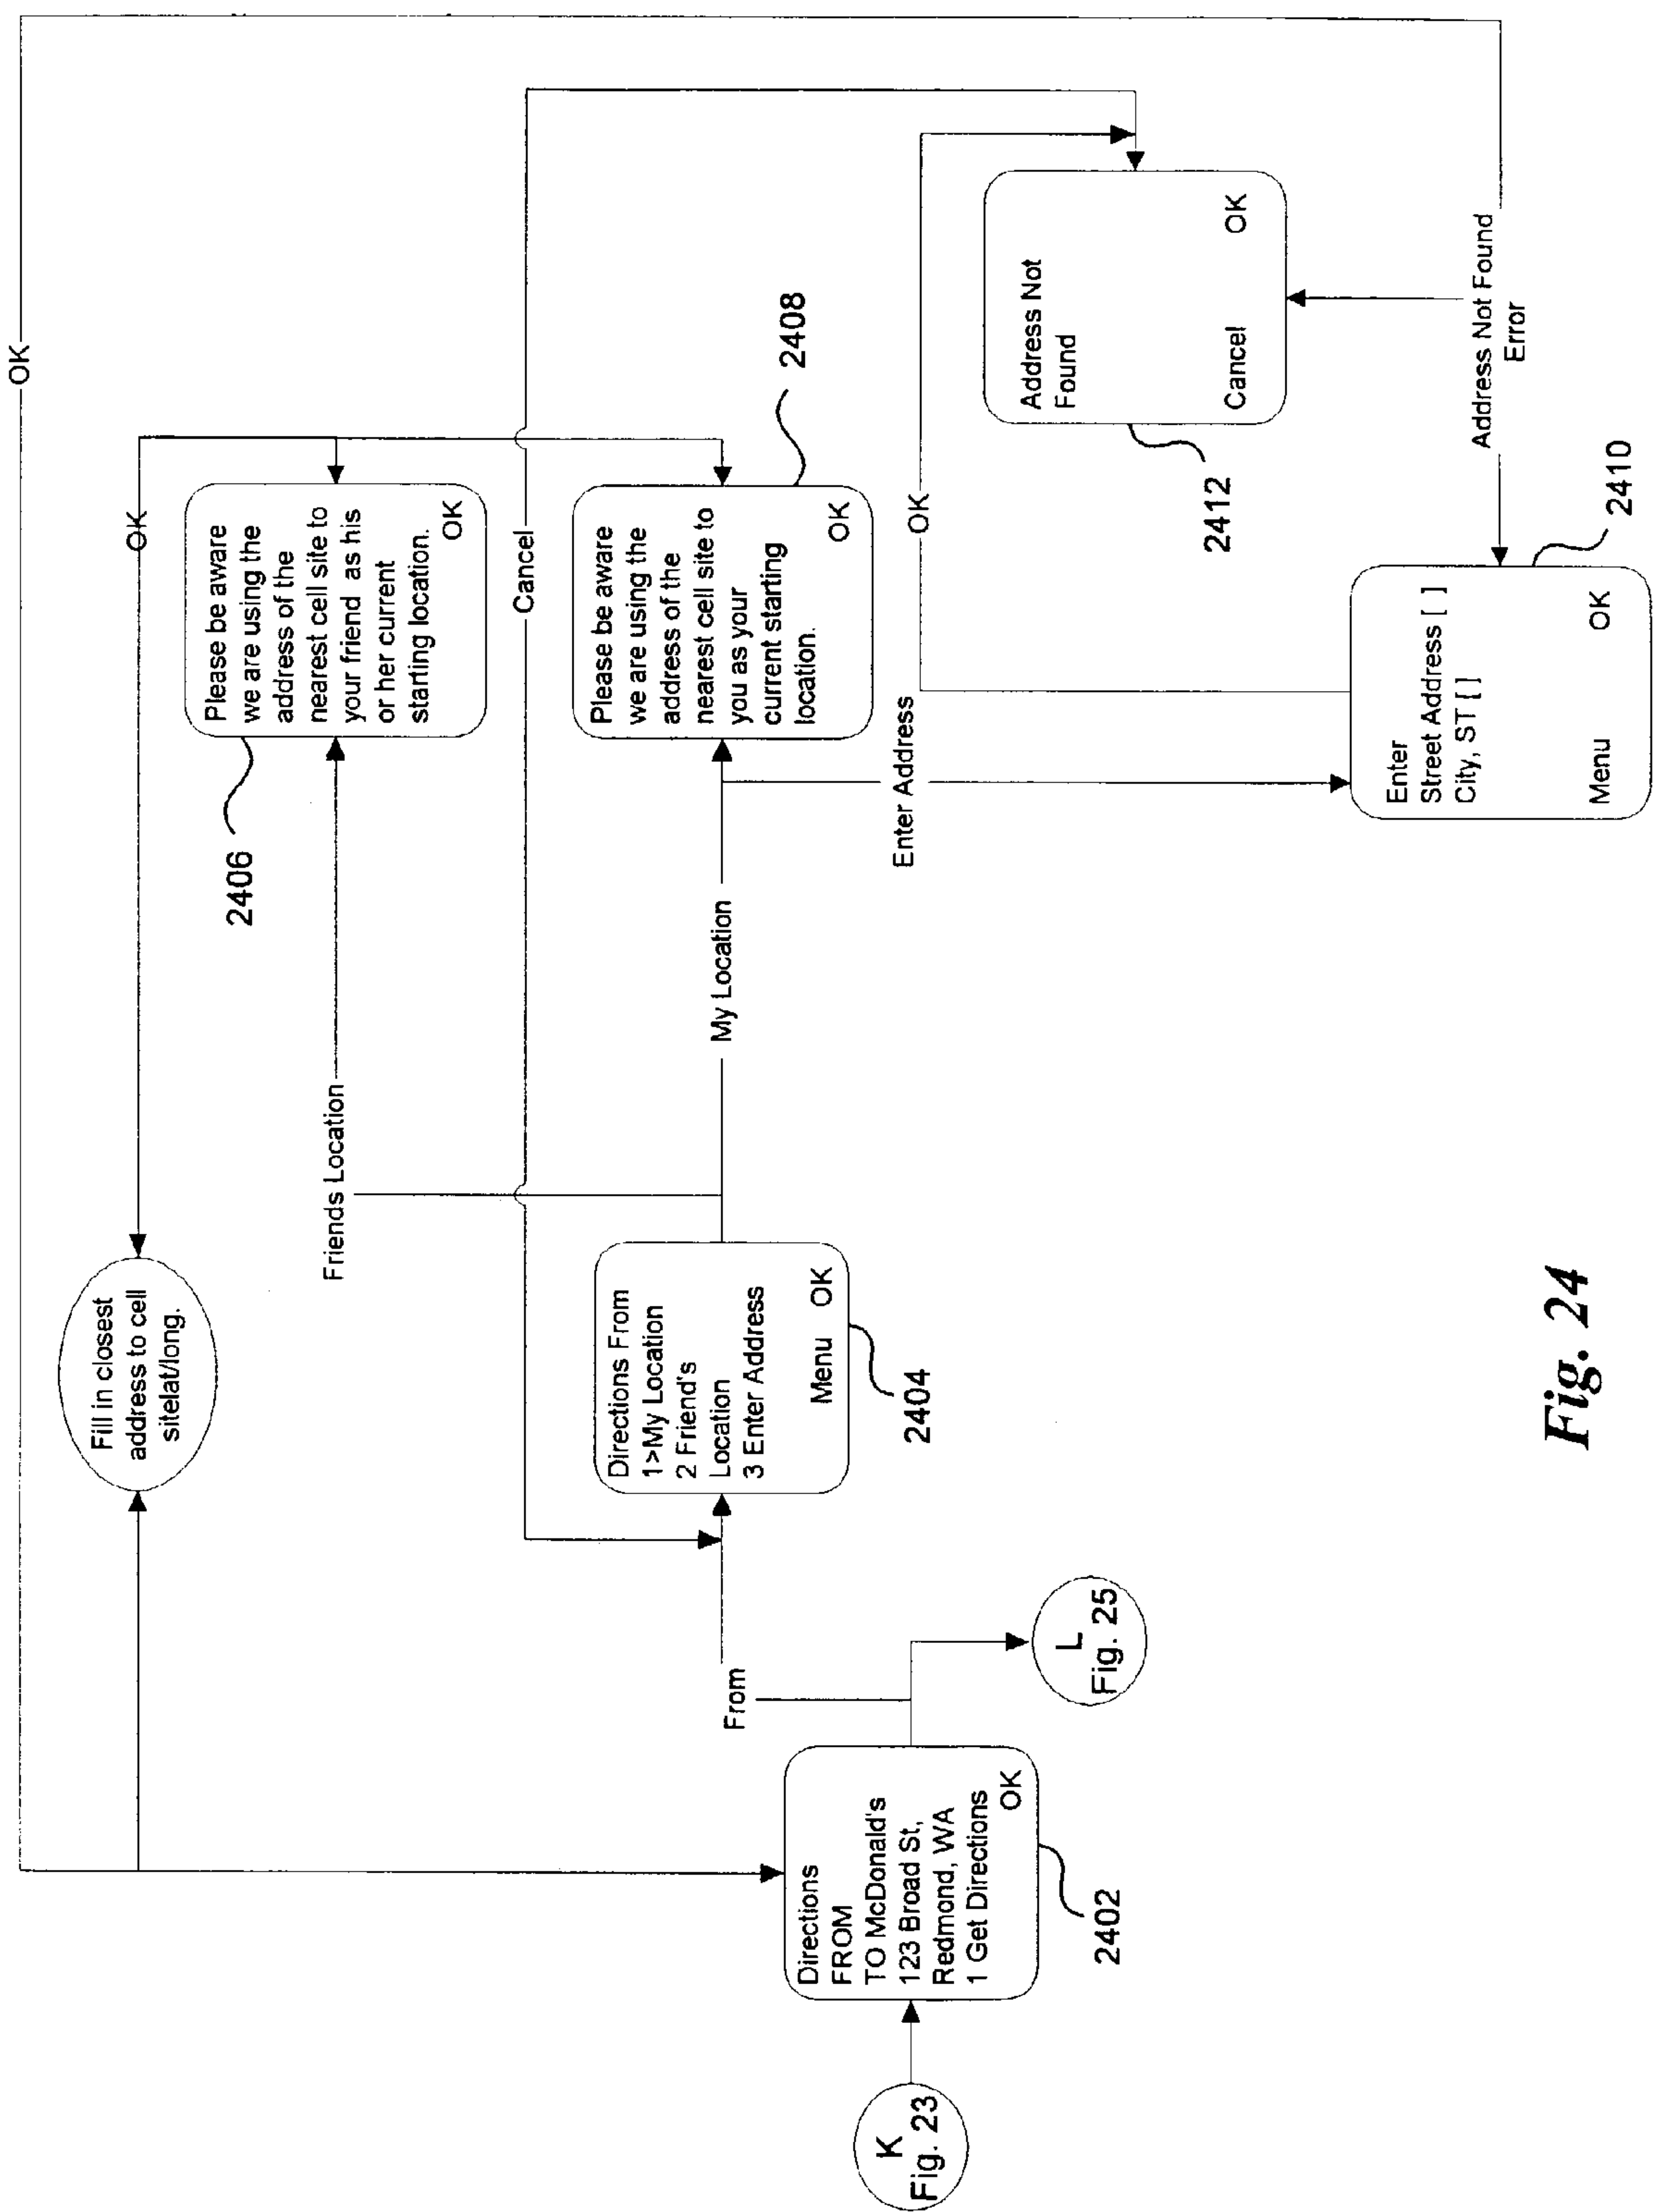 OK
Fill in closest
address to cell
sitelat/long.
OK
Please be aware
we are using the
address of the
nearest cell site to
your friend as his
or her current
starting location.
OK
2406
Friends Location
Cancel
Directions From
1>My Location
2 Friend's
Location
3 Enter Address
Menu OK
2404
My Location
Please be aware
we are using the
address of the
nearest cell site to
you as your
current starting
location.
OK
2408
From
K
Fig. 23
Directions
FROM
TO McDonald's
123 Broad St,
Redmond, WA
1 Get Directions
OK
2402
L
Fig. 25
Enter Address
OK
Address Not
Found
Cancel OK
2412
Enter
Street Address [ ]
City, ST [ ]
Menu OK
2410
Address Not Found
Error
Fig. 24